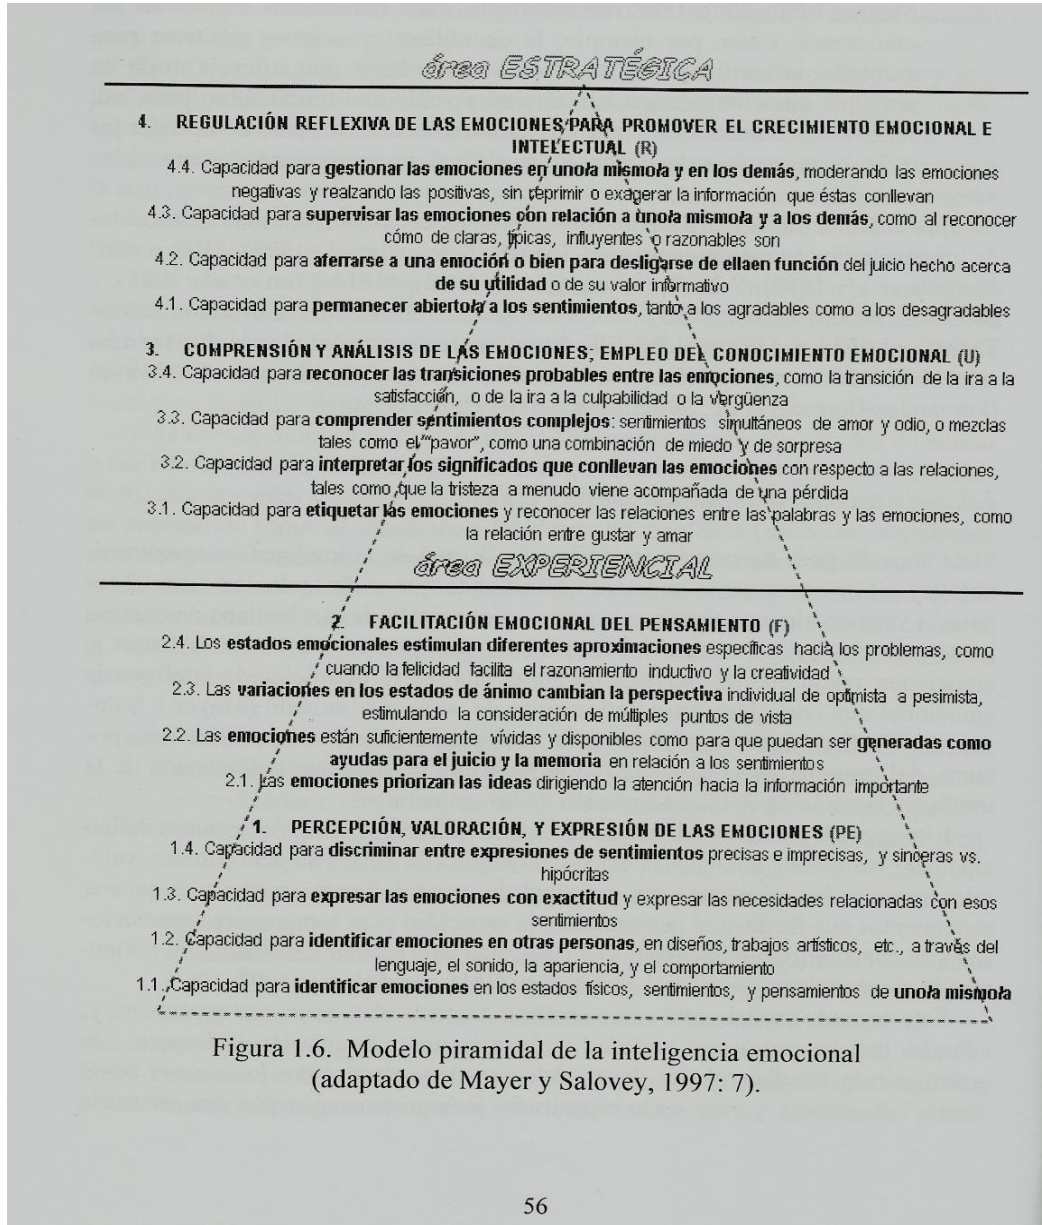 área ESTRATÉGICA
4. REGULACIÓN REFLEXIVA DE LAS EMOCIONES PARA PROMOVER EL CRECIMIENTO EMOCIONAL E
INTELECTUAL (R)
4.4. Capacidad para gestionar las emociones en uno/a mismo/a y en los demás, moderando las emociones
negativas y realzando las positivas, sin reprimir o exagerar la información que éstas conllevan
4.3. Capacidad para supervisar las emociones con relación a uno/a mismo/a y a los demás, como al reconocer
cómo de claras, típicas, influyentes o razonables son
4.2. Capacidad para aferrarse a una emoción o bien para desligarse de ellaen función del juicio hecho acerca
de su utilidad o de su valor informativo
4.1. Capacidad para permanecer abierto/a a los sentimientos, tanto a los agradables como a los desagradables
3. COMPRENSIÓN Y ANÁLISIS DE LAS EMOCIONES; EMPLEO DEL CONOCIMIENTO EMOCIONAL (U)
3.4. Capacidad para reconocer las transiciones probables entre las emociones, como la transición de la ira a la
satisfacción, o de la ira a la culpabilidad o la vergüenza
3.3. Capacidad para comprender sentimientos complejos: sentimientos simultáneos de amor y odio, o mezclas
tales como el "pavor", como una combinación de miedo y de sorpresa
3.2. Capacidad para interpretar los significados que conllevan las emociones con respecto a las relaciones,
tales como que la tristeza a menudo viene acompañada de una pérdida
3.1. Capacidad para etiquetar las emociones y reconocer las relaciones entre las palabras y las emociones, como
la relación entre gustar y amar
área EXPERIENCIAL
2. FACILITACIÓN EMOCIONAL DEL PENSAMIENTO (F)
2.4. Los estados emocionales estimulan diferentes aproximaciones específicas hacia los problemas, como
cuando la felicidad facilita el razonamiento inductivo y la creatividad
2.3. Las variaciones en los estados de ánimo cambian la perspectiva individual de optimista a pesimista,
estimulando la consideración de múltiples puntos de vista
2.2. Las emociones están suficientemente vívidas y disponibles como para que puedan ser generadas como
ayudas para el juicio y la memoria en relación a los sentimientos
2.1. Las emociones priorizan las ideas dirigiendo la atención hacia la información importante
1. PERCEPCIÓN, VALORACIÓN, Y EXPRESIÓN DE LAS EMOCIONES (PE)
1.4. Capacidad para discriminar entre expresiones de sentimientos precisas e imprecisas, y sinceras vs.
hipócritas
1.3. Capacidad para expresar las emociones con exactitud y expresar las necesidades relacionadas con esos
sentimientos
1.2. Capacidad para identificar emociones en otras personas, en diseños, trabajos artísticos, etc., a través del
lenguaje, el sonido, la apariencia, y el comportamiento
1.1. Capacidad para identificar emociones en los estados físicos, sentimientos, y pensamientos de uno/a mismo/a
Figura 1.6. Modelo piramidal de la inteligencia emocional
(adaptado de Mayer y Salovey, 1997: 7).
56